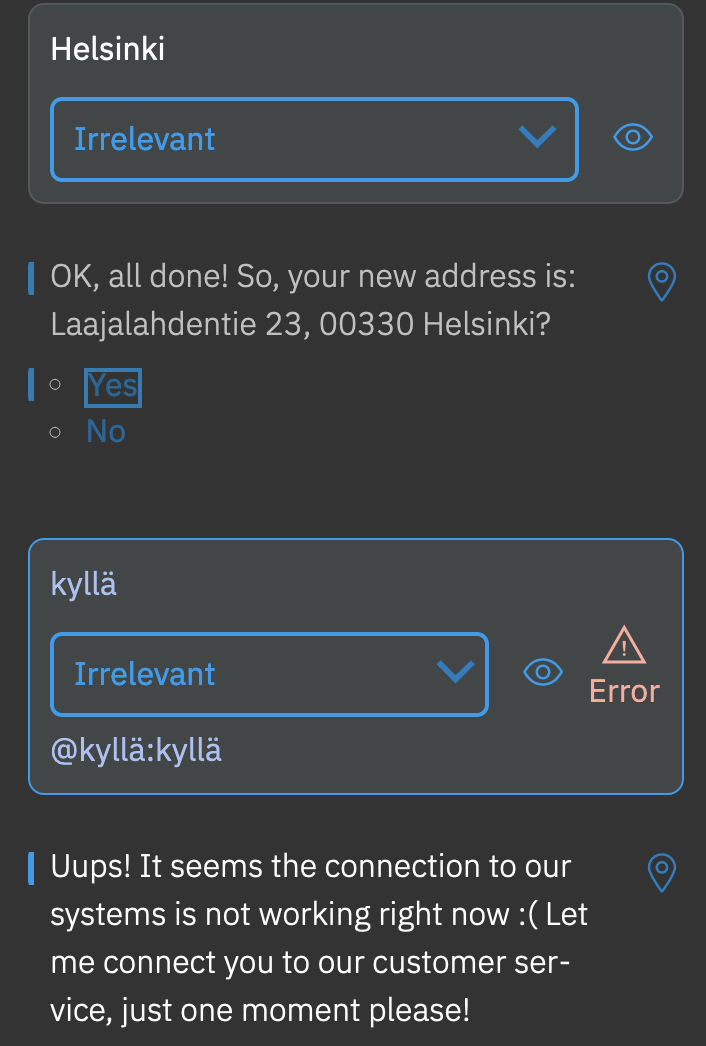 Helsinki
Irrelevant
OK, all done! So, your new address is:
Laajalahdentie 23, 00330 Helsinki?
Yes
No
kyllä
Irrelevant
Error
@kyllä:kyllä
Uups! It seems the connection to our
systems is not working right now :( Let
me connect you to our customer ser-
vice, just one moment please!